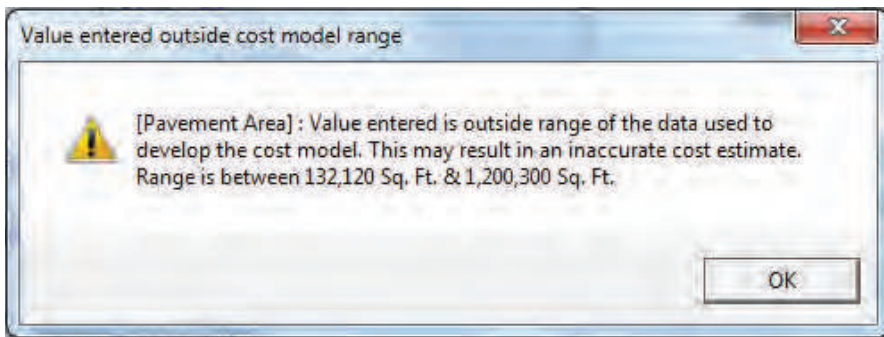 Value entered outside cost model range
[Pavement Area] : Value entered is outside range of the data used to
develop the cost model. This may result in an inaccurate cost estimate.
Range is between 132,120 Sq. Ft. & 1,200,300 Sq. Ft.
OK